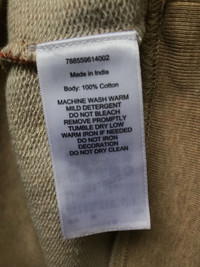 788559614002
Made in India
Body: 100% Cotton
MACHINE WASH WARM
MILD DETERGENT
DO NOT BLEACH
REMOVE PROMPTLY
TUMBLE DRY LOW
WARM IRON IF NEEDED
DO NOT IRON
DECORATION
DO NOT DRY CLEAN